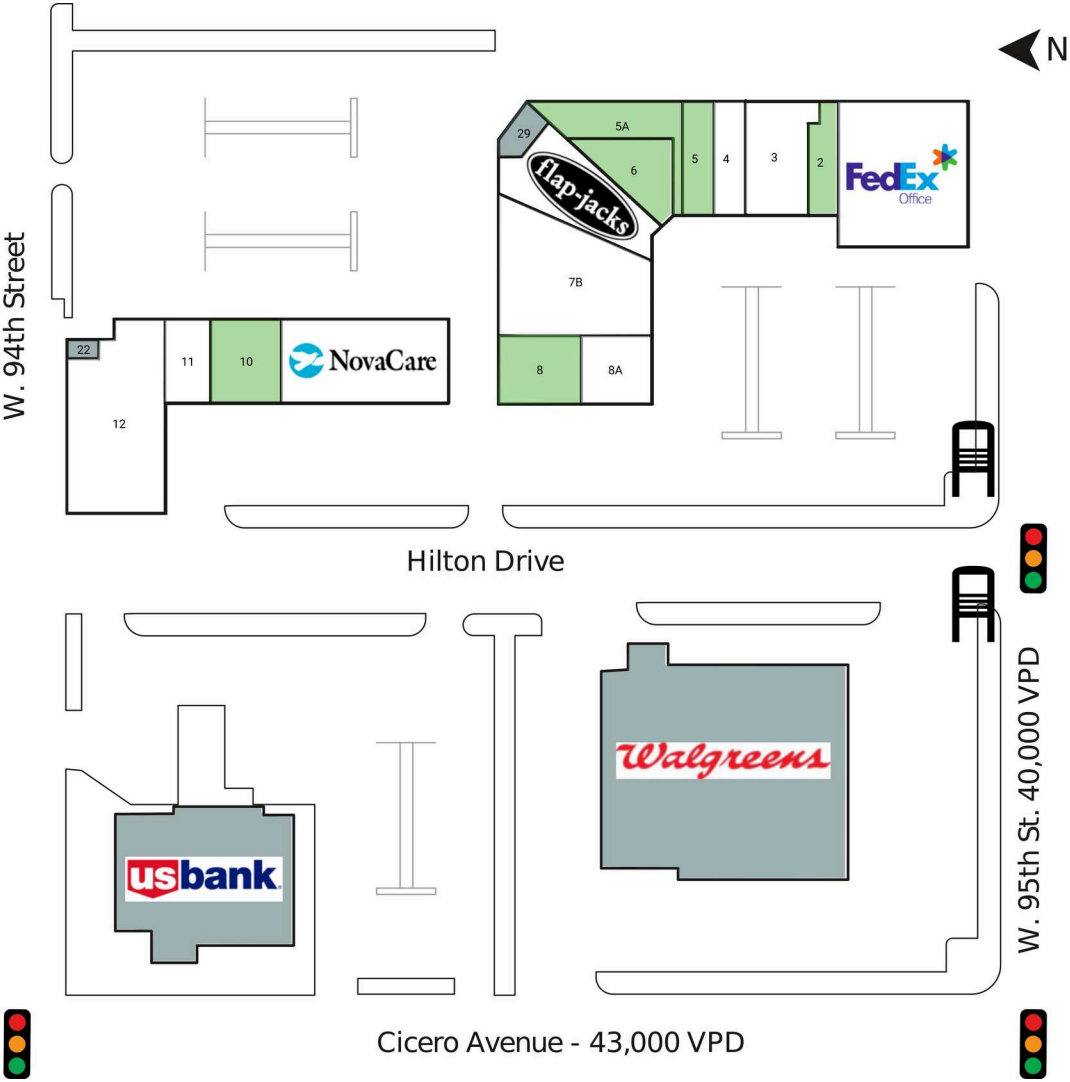 N
29
5A
6
5
4
3
2
FedEx
Office
flap-jacks
7B
8
8A
W. 94th Street
22
11
10
NovaCare
12
Hilton Drive
W. 95th St. 40,000 VPD
Walgreens
usbank.
Cicero Avenue - 43,000 VPD